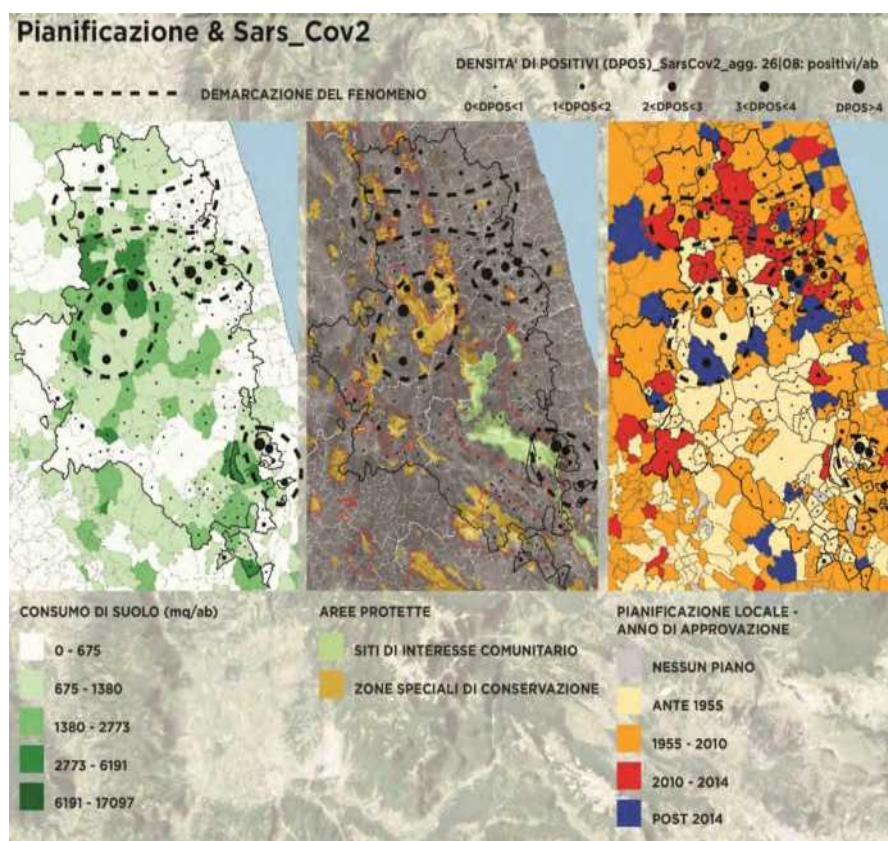 Pianificazione & Sars_Cov2
DENSITA' DI POSITIVI (DPOS)_SarsCov2_agg. 26|08: positivi/ab
DEMARCAZIONE DEL FENOMENO
0<DPOS<1 1<DPOS<2 2<DPOS<3 3<DPOS<4 DPOS>4
CONSUMO DI SUOLO (mq/ab)
0 - 675
675 - 1380
1380 - 2773
2773 - 6191
6191 - 17097
AREE PROTETTE
SITI DI INTERESSE COMUNITARIO
ZONE SPECIALI DI CONSERVAZIONE
PIANIFICAZIONE LOCALE -
ANNO DI APPROVAZIONE
NESSUN PIANO
ANTE 1955
1955 - 2010
2010 - 2014
POST 2014